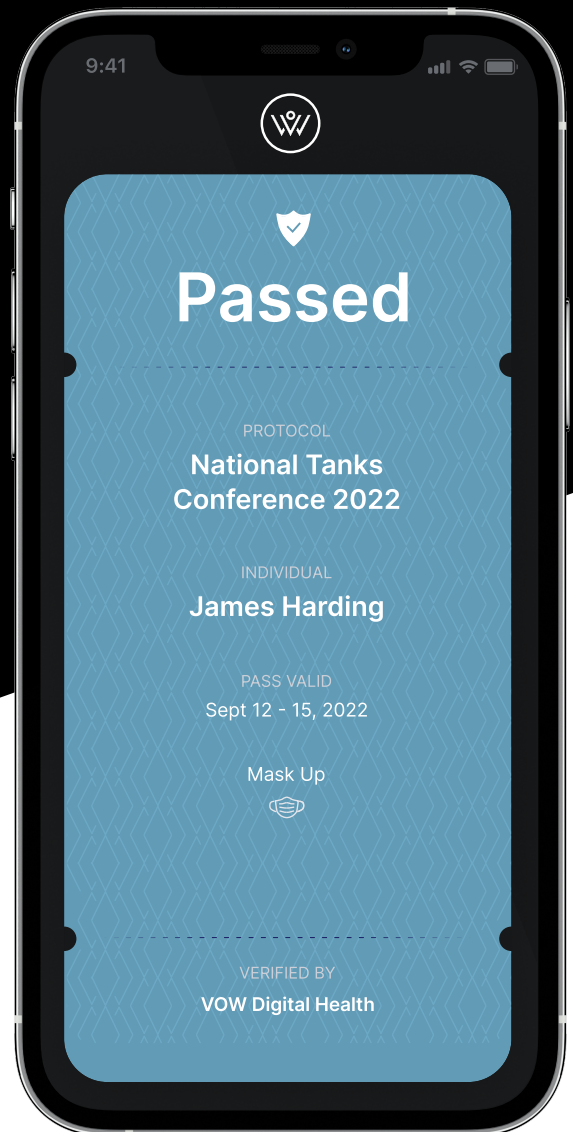 9:41
Passed
PROTOCOL
National Tanks
Conference 2022
INDIVIDUAL
James Harding
PASS VALID
Sept 12 - 15, 2022
Mask Up
VERIFIED BY
VOW Digital Health